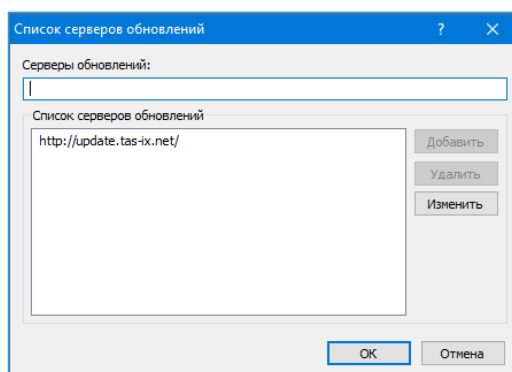 Список серверов обновлений
?
Серверы обновлений:
Список серверов обновлений
http://update.tas-ix.net/
Добавить
Удалить
Изменить
OK
Отмена